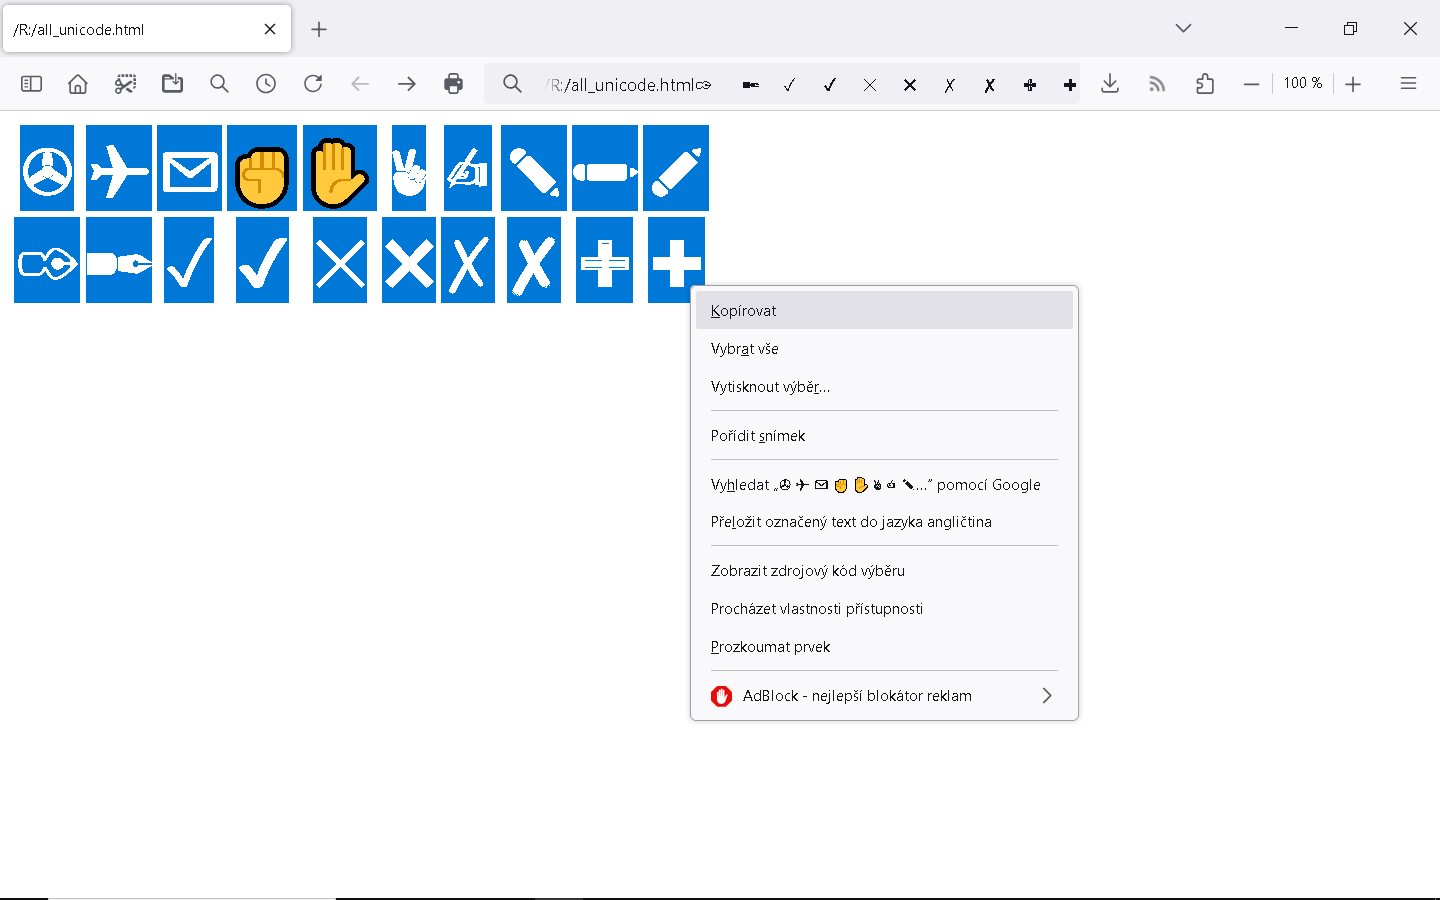 /R:/all_unicode.html
/R:/all_unicode.html✑ ✒ ✓ ✔ ✕ ✖ ✗ ✘ ✙ ✚
100 %
✇ ✈ ✉ ✊ ✋ ✌ ✍ ✎ ✏ ✐
✑ ✒ ✓ ✔ ✕ ✖ ✗ ✘ ✙ ✚
Kopírovat
Vybrat vše
Vytisknout výběr...
Pořídit snímek
Vyhledat „✇ ✈ ✉ ✊ ✋ ✌ ✍ ✎...” pomocí Google
Přeložit označený text do jazyka angličtina
Zobrazit zdrojový kód výběru
Procházet vlastnosti přístupnosti
Prozkoumat prvek
AdBlock - nejlepší blokátor reklam